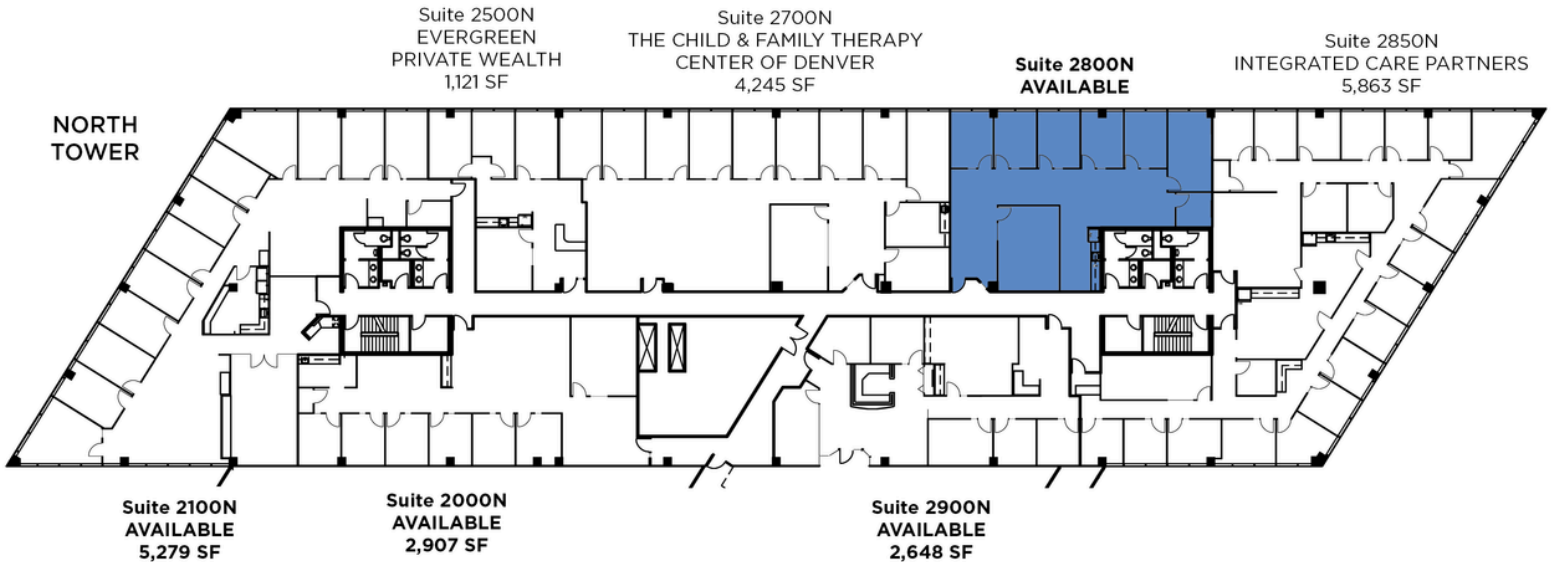 Suite 2500N
EVERGREEN
PRIVATE WEALTH
1,121 SF
Suite 2700N
THE CHILD & FAMILY THERAPY
CENTER OF DENVER
4,245 SF
Suite 2800N
AVAILABLE
Suite 2850N
INTEGRATED CARE PARTNERS
5,863 SF
NORTH
TOWER
Suite 2100N
AVAILABLE
5,279 SF
Suite 2000N
AVAILABLE
2,907 SF
Suite 2900N
AVAILABLE
2,648 SF